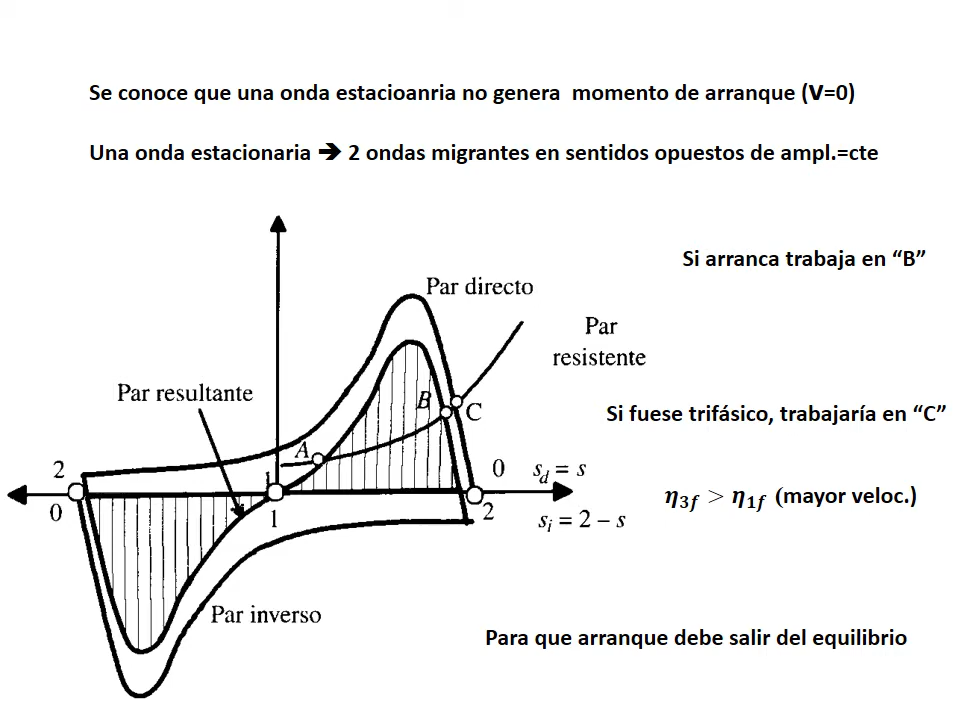 Se conoce que una onda estacioanria no genera momento de arranque (V=0)
Una onda estacionaria ➔ 2 ondas migrantes en sentidos opuestos de ampl.=cte
Si arranca trabaja en “B”
Par directo
Par
resistente
Par resultante
B
C
Si fuese trifásico, trabajaría en “C”
A
2
1
0
s_d = s
η_3f > η_1f (mayor veloc.)
0
1
2
s_i = 2 – s
Par inverso
Para que arranque debe salir del equilibrio